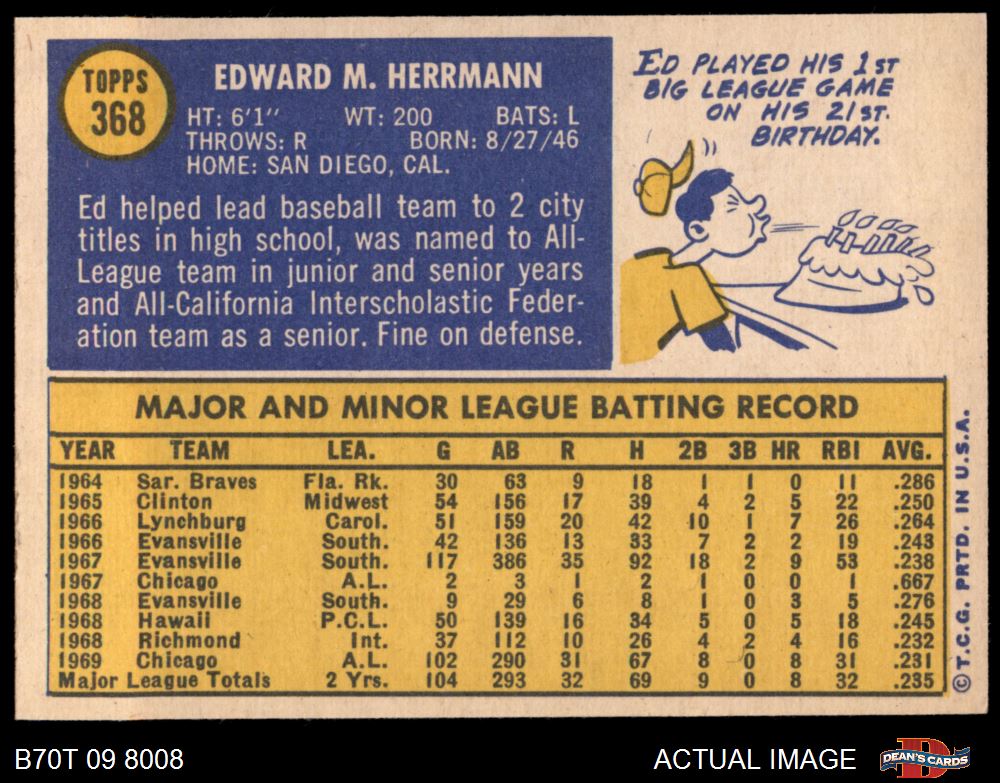 TOPPS
368
EDWARD M. HERRMANN
HT: 6'1" WT: 200 BATS: L
THROWS: R BORN: 8/27/46
HOME: SAN DIEGO, CAL.
Ed helped lead baseball team to 2 city
titles in high school, was named to All-
League team in junior and senior years
and All-California Interscholastic Feder-
ation team as a senior. Fine on defense.
ED PLAYED HIS 1ST
BIG LEAGUE GAME
ON HIS 21ST.
BIRTHDAY.
MAJOR AND MINOR LEAGUE BATTING RECORD
YEAR TEAM LEA. G AB R H 2B 3B HR RBI AVG.
1964 Sar. Braves Fla. Rk. 30 63 9 18 1 1 0 11 .286
1965 Clinton Midwest 54 156 17 39 4 2 5 22 .250
1966 Lynchburg Carol. 51 159 20 42 10 1 7 26 .264
1966 Evansville South. 42 136 13 33 7 2 2 19 .243
1967 Evansville South. 117 386 35 92 18 2 9 53 .238
1967 Chicago A.L. 2 3 1 2 1 0 0 1 .667
1968 Evansville South. 9 29 6 8 1 0 3 5 .276
1968 Hawaii P.C.L. 50 139 16 34 5 0 5 18 .245
1968 Richmond Int. 37 112 10 26 4 2 4 16 .232
1969 Chicago A.L. 102 290 31 67 8 0 8 31 .231
Major League Totals 2 Yrs. 104 293 32 69 9 0 8 32 .235
©T.C.G. PRTD. IN U.S.A.
B70T 09 8008
ACTUAL IMAGE
DEAN'S CARDS